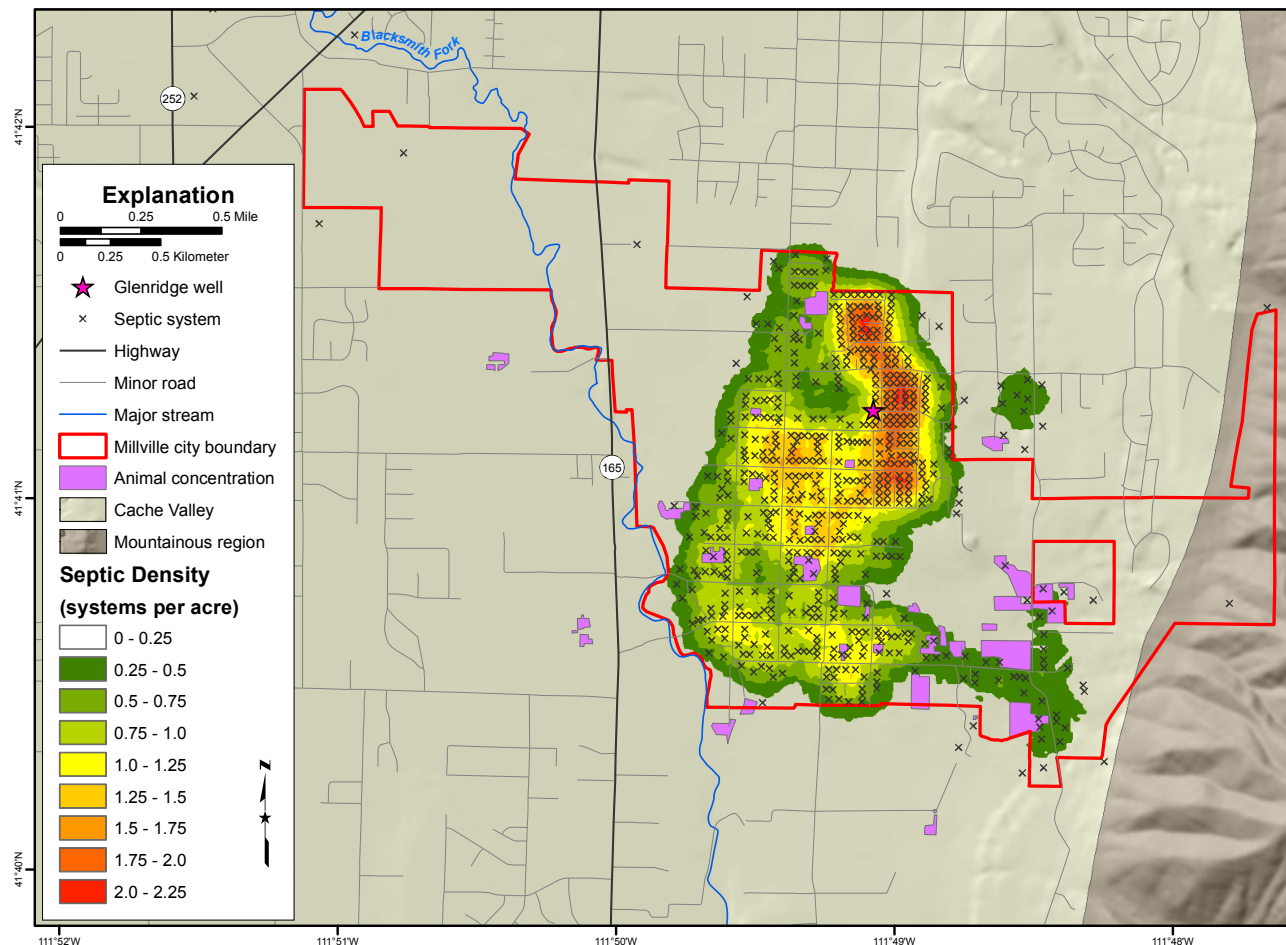 Blacksmith Fork
252
41°42'N
Explanation
0 0.25 0.5 Mile
0 0.25 0.5 Kilometer
Glenridge well
Septic system
Highway
Minor road
Major stream
Millville city boundary
Animal concentration
Cache Valley
Mountainous region
Septic Density
(systems per acre)
0 - 0.25
0.25 - 0.5
0.5 - 0.75
0.75 - 1.0
1.0 - 1.25
1.25 - 1.5
1.5 - 1.75
1.75 - 2.0
2.0 - 2.25
N
165
41°41'N
41°40'N
111°52'W 111°51'W 111°50'W 111°49'W 111°48'W